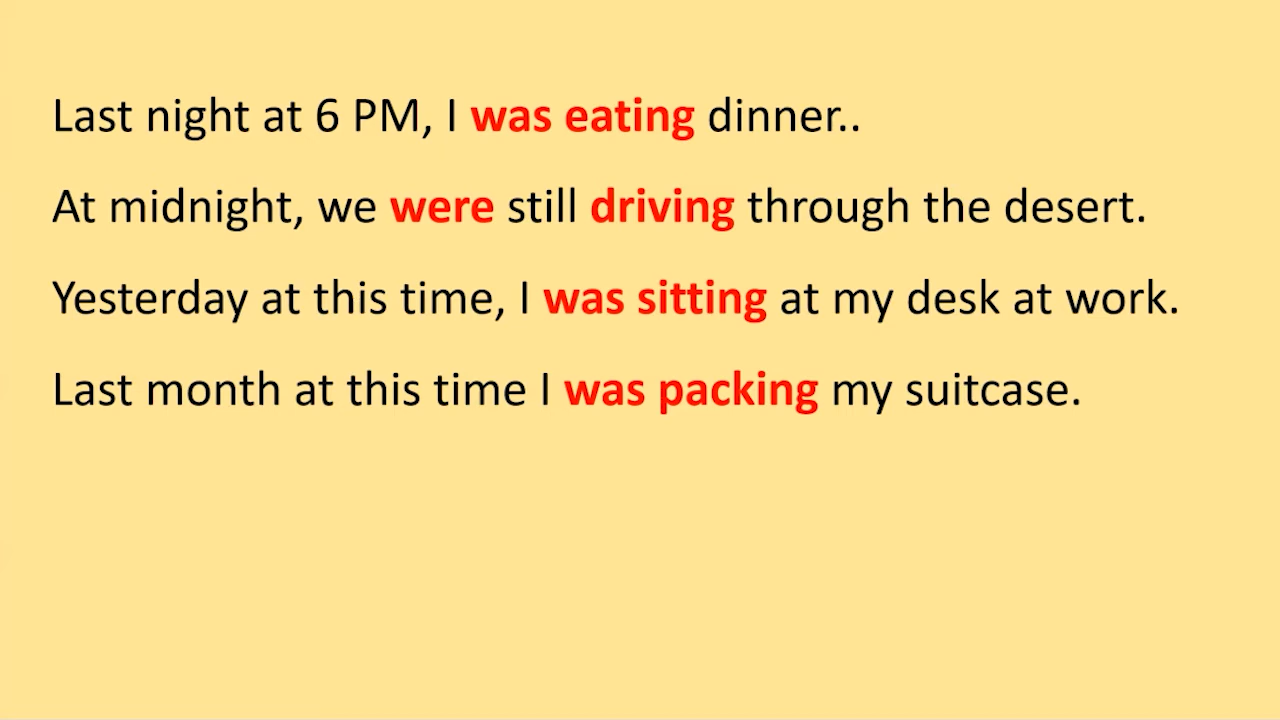 Last night at 6 PM, I was eating dinner..
At midnight, we were still driving through the desert.
Yesterday at this time, I was sitting at my desk at work.
Last month at this time I was packing my suitcase.